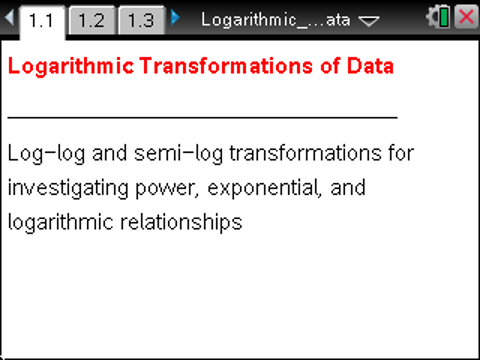 1.1 1.2 1.3 Logarithmic_...ata
Logarithmic Transformations of Data
Log-log and semi-log transformations for
investigating power, exponential, and
logarithmic relationships